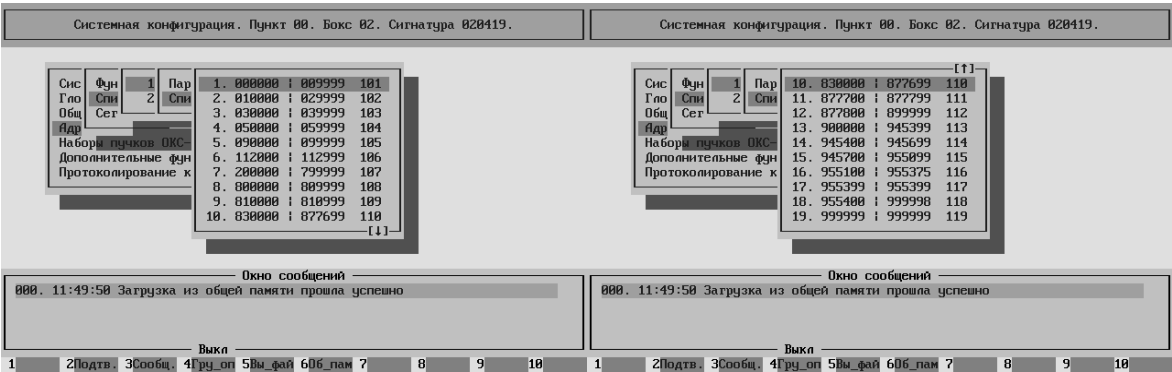 Системная конфигурация. Пункт 00. Бокс 02. Сигнатура 020419.
Сис
Гло
Общ
Адр
Наборы пучков ОКС-
Дополнительные фун
Протоколирование к
Фун
Спи
Сег
1
2
Пар
Спи
1. 000000 ¦ 009999 101
2. 010000 ¦ 029999 102
3. 030000 ¦ 039999 103
4. 050000 ¦ 059999 104
5. 090000 ¦ 099999 105
6. 112000 ¦ 112999 106
7. 200000 ¦ 799999 107
8. 800000 ¦ 809999 108
9. 810000 ¦ 810999 109
10. 830000 ¦ 877699 110
[↓]
Окно сообщений
000. 11:49:50 Загрузка из общей памяти прошла успешно
Выкл
1 2Подтв. 3Сообщ. 4Гру_оп 5Вы_фай 6Об_пам 7 8 9 10
Системная конфигурация. Пункт 00. Бокс 02. Сигнатура 020419.
Сис
Гло
Общ
Адр
Наборы пучков ОКС-
Дополнительные фун
Протоколирование к
Фун
Спи
Сег
1
2
Пар
Спи
[↑]
10. 830000 ¦ 877699 110
11. 877700 ¦ 877799 111
12. 877800 ¦ 899999 112
13. 900000 ¦ 945399 113
14. 945400 ¦ 945699 114
15. 945700 ¦ 955099 115
16. 955100 ¦ 955375 116
17. 955399 ¦ 955399 117
18. 955400 ¦ 999998 118
19. 999999 ¦ 999999 119
Окно сообщений
000. 11:49:50 Загрузка из общей памяти прошла успешно
Выкл
1 2Подтв. 3Сообщ. 4Гру_оп 5Вы_фай 6Об_пам 7 8 9 10